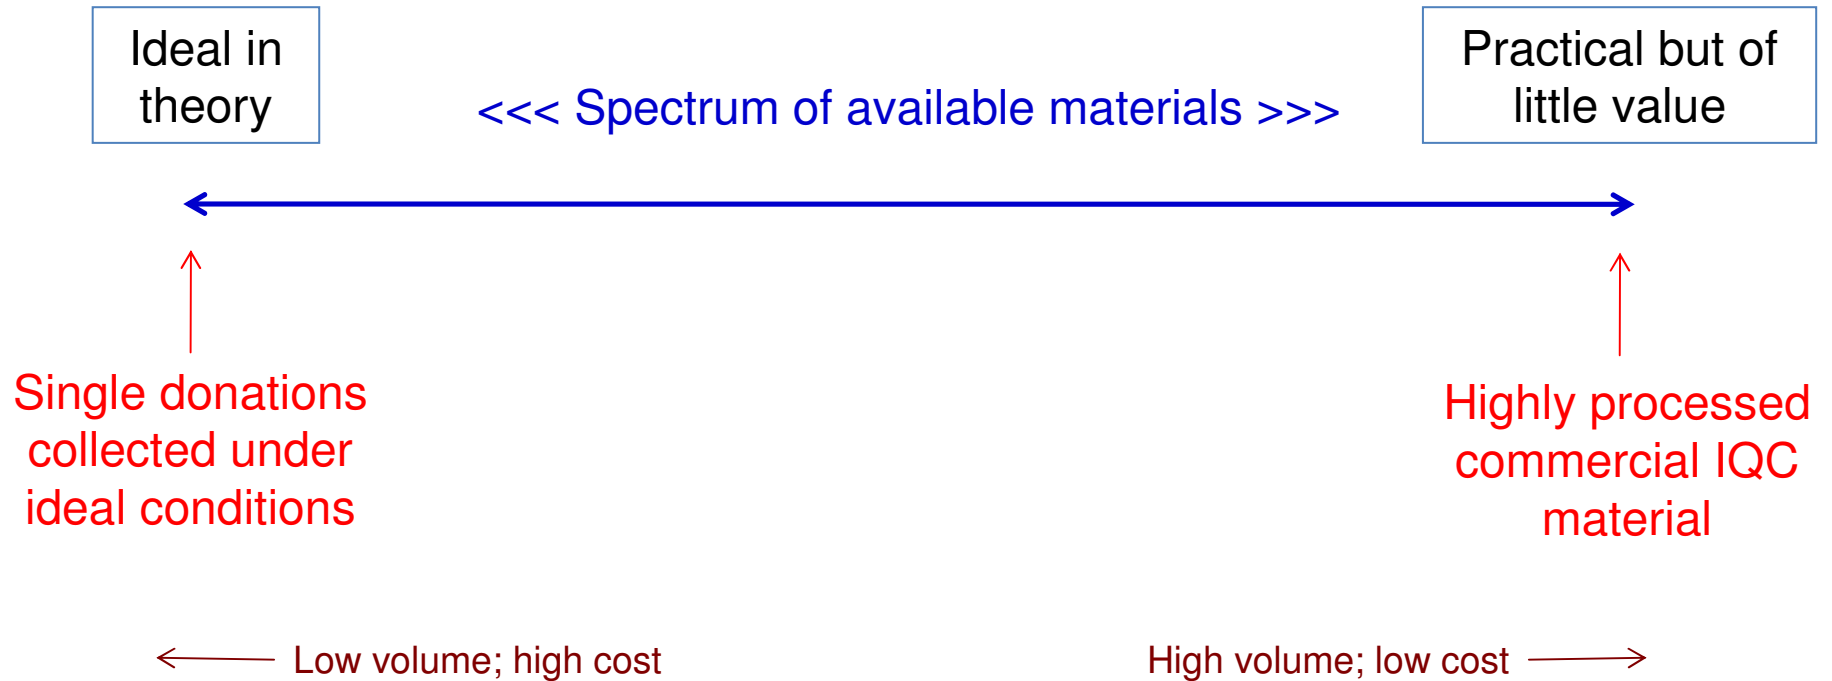 Ideal in
theory
<<< Spectrum of available materials >>>
Practical but of
little value
Single donations
collected under
ideal conditions
Highly processed
commercial IQC
material
Low volume; high cost
High volume; low cost